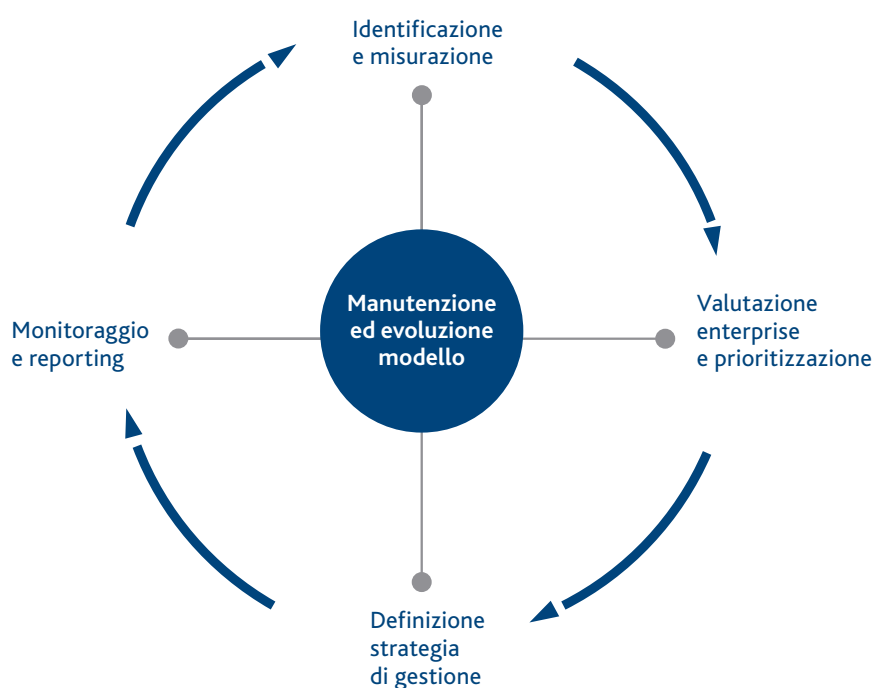 Identificazione
e misurazione
Manutenzione
ed evoluzione
modello
Valutazione
enterprise
e prioritizzazione
Monitoraggio
e reporting
Definizione
strategia
di gestione